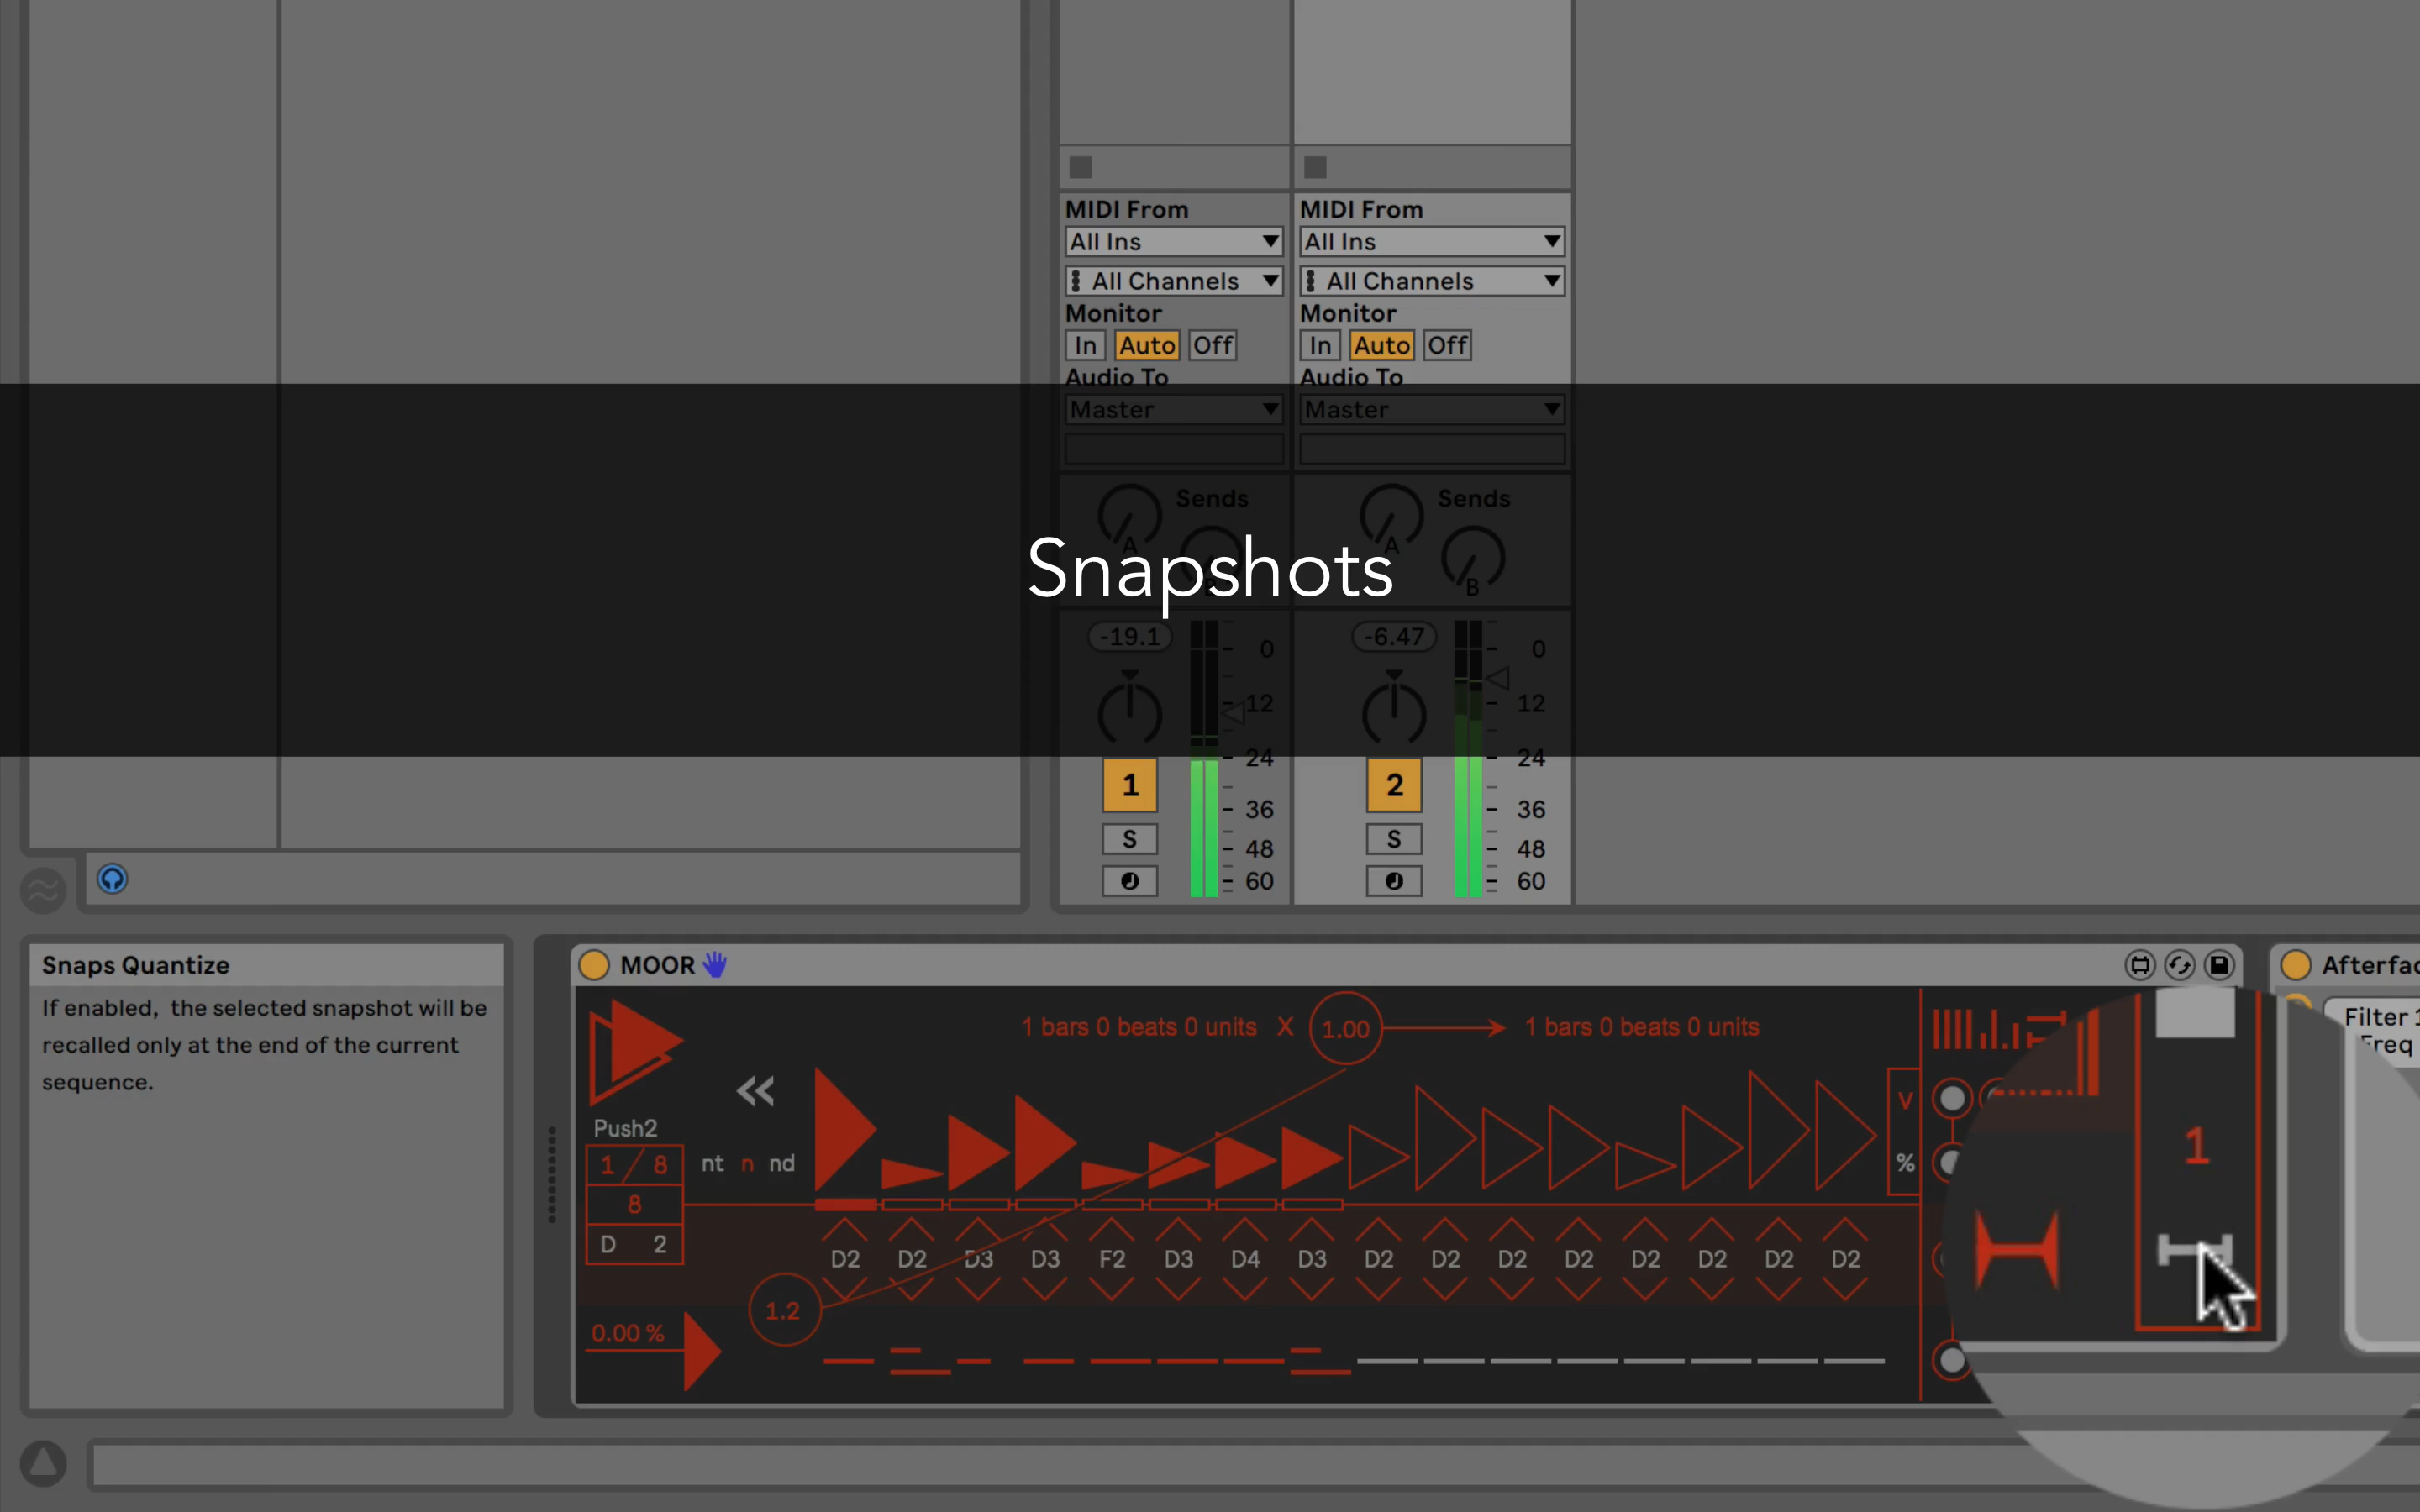 MIDI From
All Ins
All Channels
Monitor
In Auto Off
Audio To
Master
Sends
A
-19.1
0
12
24
36
48
60
1
S
MIDI From
All Ins
All Channels
Monitor
In Auto Off
Audio To
Master
Sends
A
B
-6.47
0
12
24
36
48
60
2
S
Snapshots
Snaps Quantize
If enabled, the selected snapshot will be
recalled only at the end of the current
sequence.
MOOR
1 bars 0 beats 0 units X 1.00 1 bars 0 beats 0 units
Push2
1 / 8
8
D 2
nt n nd
V
%
D2 D2 D3 D3 F2 D3 D4 D3 D2 D2 D2 D2 D2 D2 D2 D2
1.2
0.00 %
1
Filter
Freq